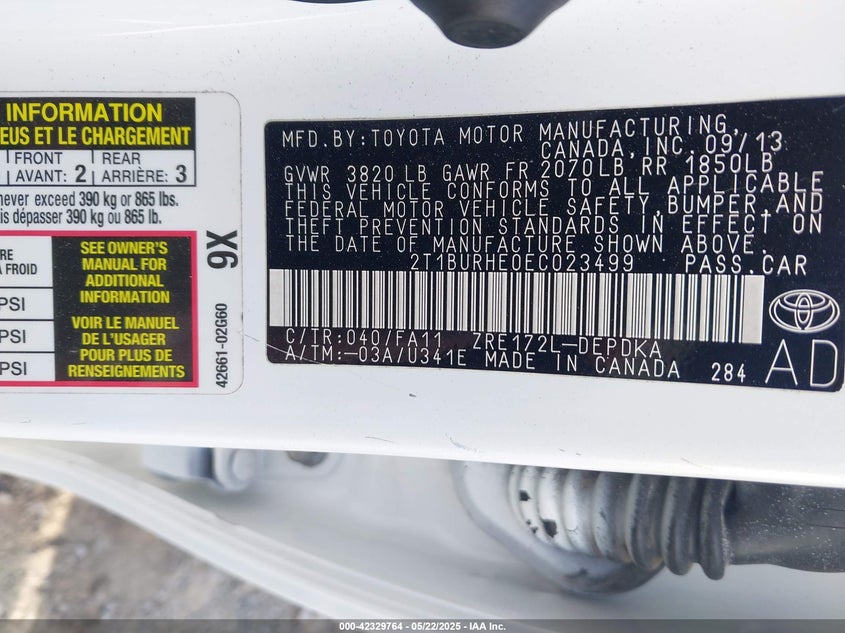 INFORMATION
EUS ET LE CHARGEMENT
FRONT
AVANT: 2
REAR
ARRIÈRE: 3
never exceed 390 kg or 865 lbs.
is dépasser 390 kg ou 865 lb.
RE
A FROID
PSI
PSI
PSI
SEE OWNER'S
MANUAL FOR
ADDITIONAL
INFORMATION
VOIR LE MANUEL
DE L'USAGER
POUR PLUS DE
RENSEIGNEMENTS
9X
42661-02G60
MFD.BY:TOYOTA MOTOR MANUFACTURING,
CANADA, INC. 09/13
GVWR 3820 LB GAWR FR 2070LB RR 1850LB
THIS VEHICLE CONFORMS TO ALL APPLICABLE
FEDERAL MOTOR VEHICLE SAFETY, BUMPER, AND
THEFT PREVENTION STANDARDS IN EFFECT ON
THE DATE OF MANUFACTURE SHOWN ABOVE.
2T1BURHE0EC023499 PASS.CAR
C/TR:040/FA11 ZRE172L-DEPDKA
A/TM:-03A/U341E MADE IN CANADA 284
AD
000-42329764 - 05/22/2025 - IAA Inc.